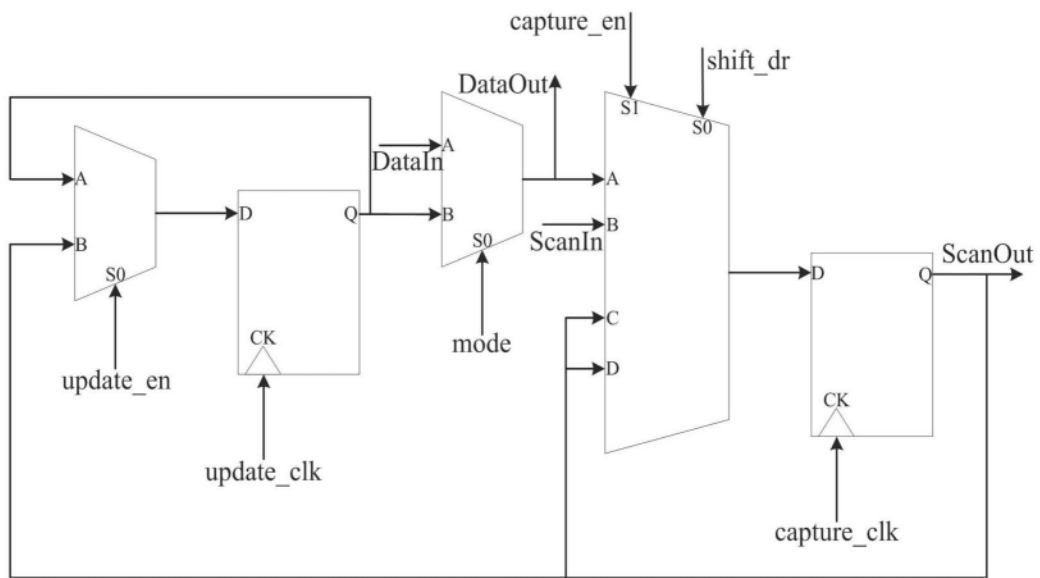 capture_en
shift_dr
DataOut
S1
S0
A
DataIn
A
A
B
Q
B
D
B
ScanIn
B
S0
S0
ScanOut
D
Q
C
mode
CK
D
update_en
CK
update_clk
capture_clk